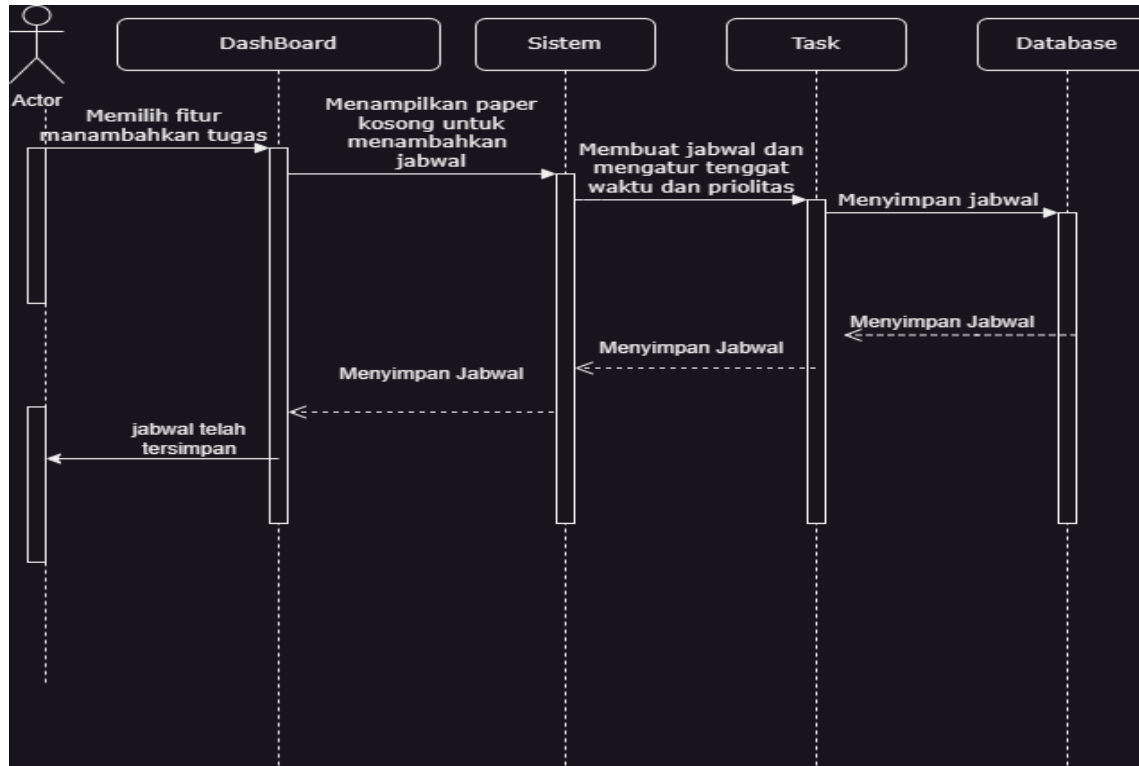 DashBoard
Sistem
Task
Database
Actor
Memilih fitur
manambahkan tugas
Menampilkan paper
kosong untuk
menambahkan
jabwal
Membuat jabwal dan
mengatur tenggat
waktu dan priolitas
Menyimpan jabwal
Menyimpan Jabwal
Menyimpan Jabwal
Menyimpan Jabwal
jabwal telah
tersimpan